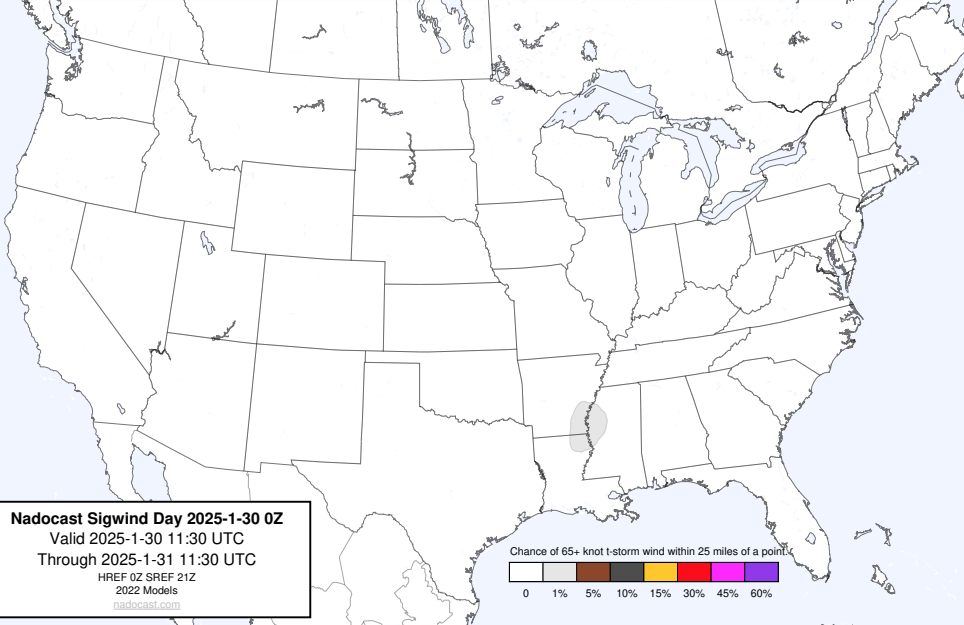 Nadocast Sigwind Day 2025-1-30 0Z
Valid 2025-1-30 11:30 UTC
Through 2025-1-31 11:30 UTC
HREF 0Z SREF 21Z
2022 Models
nadocast.com
Chance of 65+ knot t-storm wind within 25 miles of a point.
0 1% 5% 10% 15% 30% 45% 60%